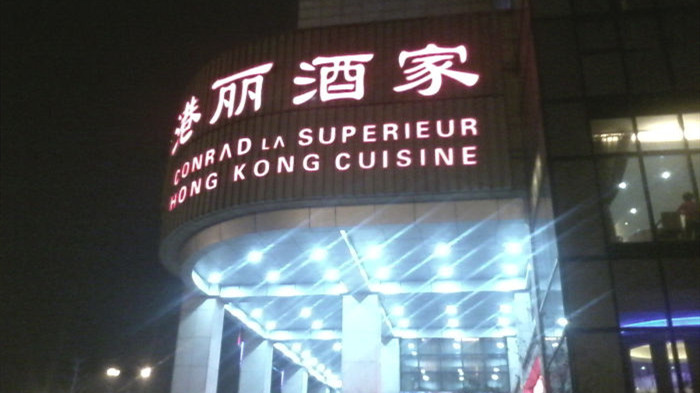 港丽酒家
CONRAD LA SUPERIEUR
HONG KONG CUISINE